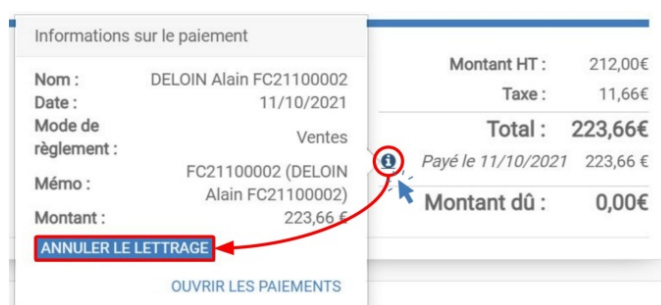 Informations sur le paiement
Nom : DELOIN Alain FC21100002
Date : 11/10/2021
Mode de règlement : Ventes
Mémo : FC21100002 (DELOIN Alain FC21100002)
Montant : 223,66 €
ANNULER LE LETTRAGE
OUVRIR LES PAIEMENTS
Montant HT : 212,00€
Taxe : 11,66€
Total : 223,66€
Payé le 11/10/2021 223,66 €
Montant dû : 0,00€